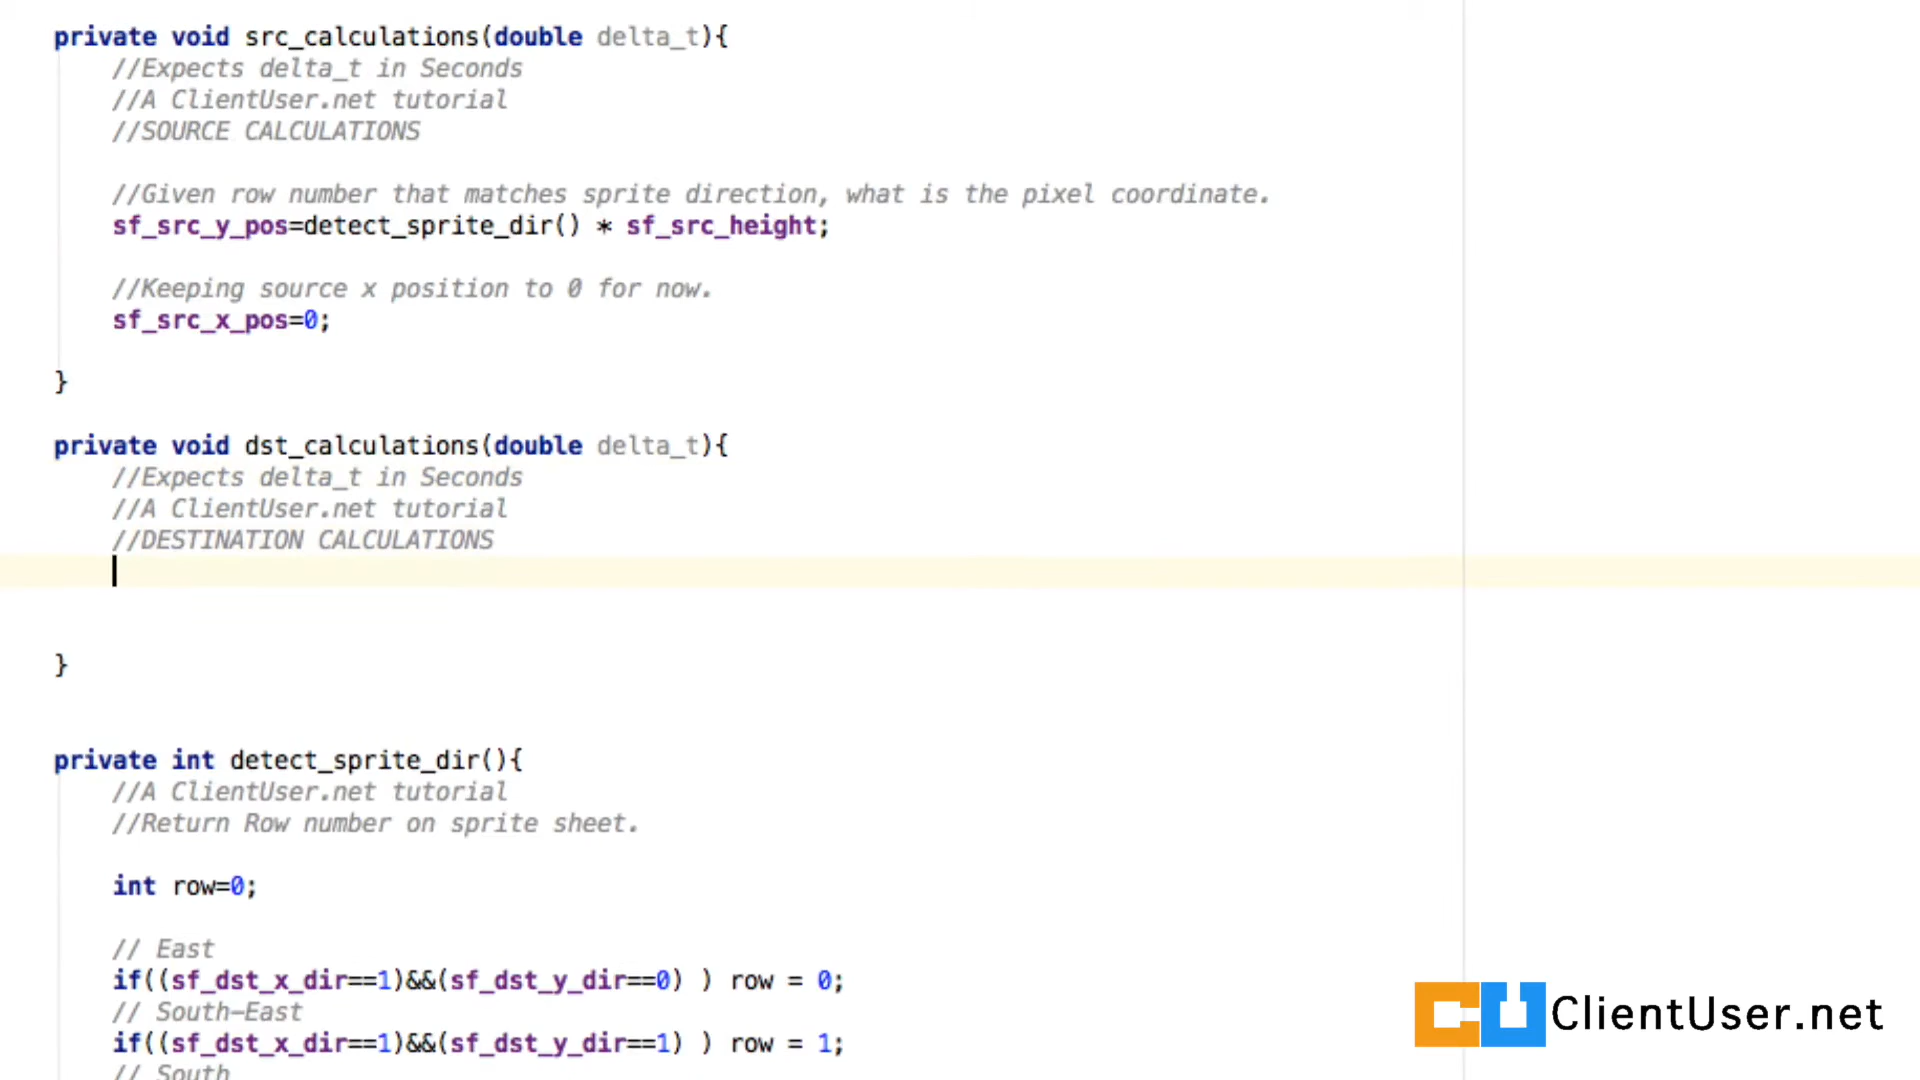 private void src_calculations(double delta_t){
//Expects delta_t in Seconds
//A ClientUser.net tutorial
//SOURCE CALCULATIONS
//Given row number that matches sprite direction, what is the pixel coordinate.
sf_src_y_pos=detect_sprite_dir() * sf_src_height;
//Keeping source x position to 0 for now.
sf_src_x_pos=0;
}
private void dst_calculations(double delta_t){
//Expects delta_t in Seconds
//A ClientUser.net tutorial
//DESTINATION CALCULATIONS
}
private int detect_sprite_dir(){
//A ClientUser.net tutorial
//Return Row number on sprite sheet.
int row=0;
// East
if((sf_dst_x_dir==1)&&(sf_dst_y_dir==0) ) row = 0;
// South-East
if((sf_dst_x_dir==1)&&(sf_dst_y_dir==1) ) row = 1;
// South
CU ClientUser.net